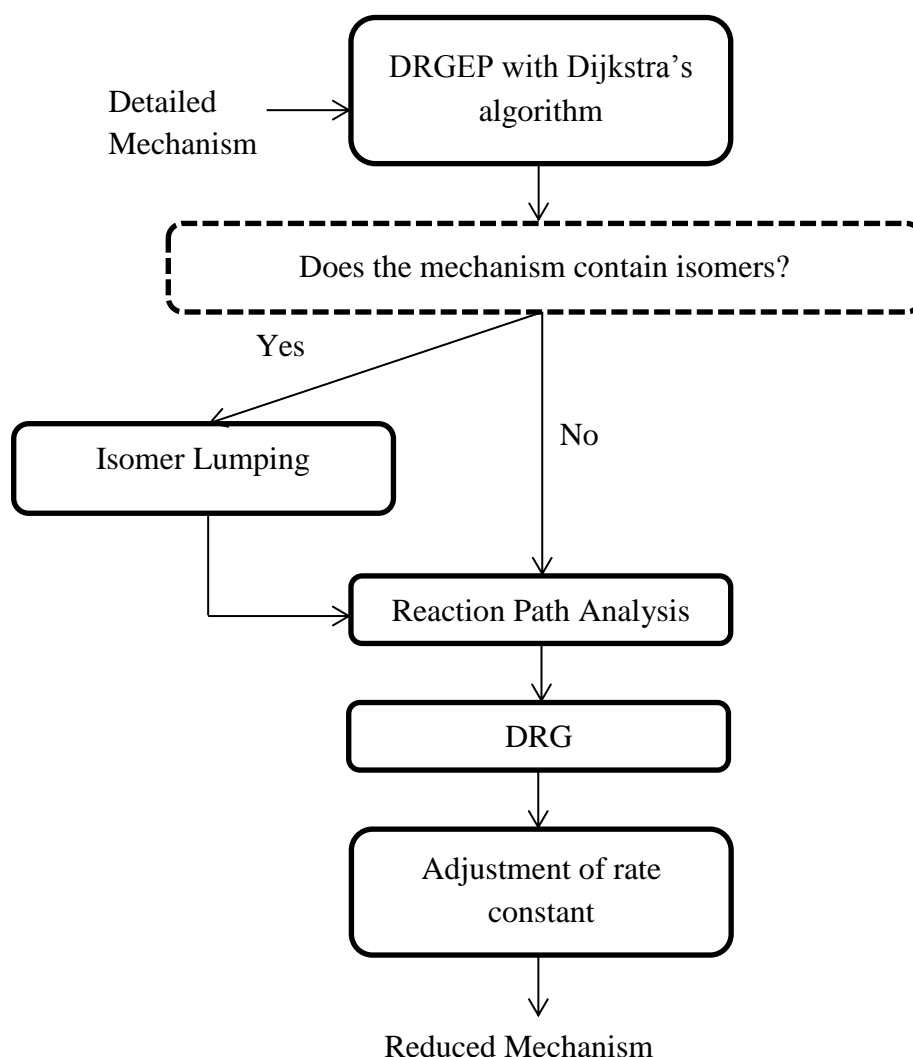 DRGEP with Dijkstra’s
algorithm
Detailed
Mechanism
Does the mechanism contain isomers?
Yes
No
Isomer Lumping
Reaction Path Analysis
DRG
Adjustment of rate
constant
Reduced Mechanism